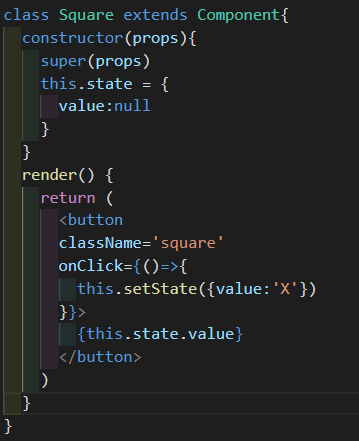 class Square extends Component{
  constructor(props){
    super(props)
    this.state = {
      value:null
    }
  }
  render() {
    return (
      <button
      className='square'
      onClick={()=>{
        this.setState({value:'X'})
      }}>
        {this.state.value}
      </button>
    )
  }
}